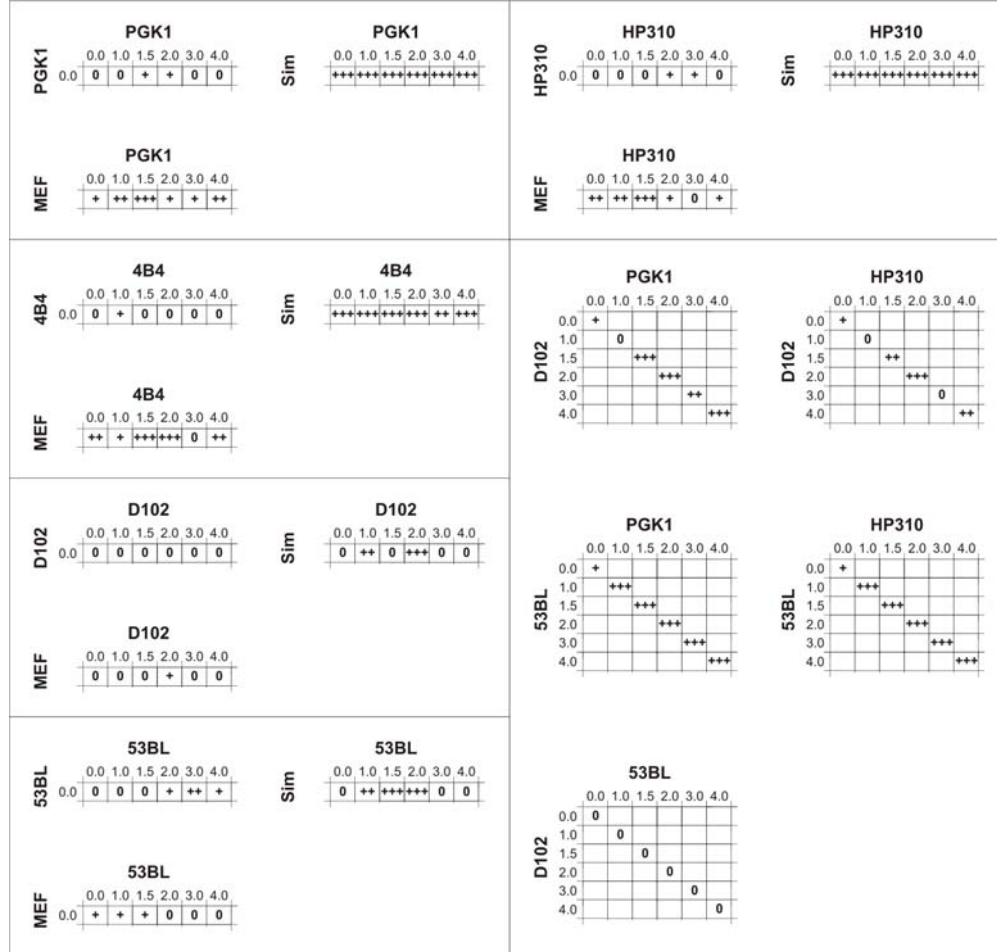 PGK1
0.0 1.0 1.5 2.0 3.0 4.0
PGK1 0.0 0 0 + + 0 0
PGK1
Sim +++ +++ +++ +++ +++ +++
PGK1
0.0 1.0 1.5 2.0 3.0 4.0
MEF + ++ +++ + + ++
HP310
0.0 1.0 1.5 2.0 3.0 4.0
HP310 0.0 0 0 0 + + 0
HP310
0.0 1.0 1.5 2.0 3.0 4.0
Sim +++ +++ +++ +++ +++ +++
HP310
0.0 1.0 1.5 2.0 3.0 4.0
MEF ++ ++ +++ + 0 +
4B4
0.0 1.0 1.5 2.0 3.0 4.0
4B4 0.0 0 + 0 0 0 0
4B4
0.0 1.0 1.5 2.0 3.0 4.0
Sim +++ +++ +++ +++ ++ +++
4B4
0.0 1.0 1.5 2.0 3.0 4.0
MEF ++ + +++ +++ 0 ++
D102
0.0 1.0 1.5 2.0 3.0 4.0
D102 0.0 0 0 0 0 0 0
D102
0.0 1.0 1.5 2.0 3.0 4.0
Sim 0 ++ 0 +++ 0 0
D102
0.0 1.0 1.5 2.0 3.0 4.0
MEF 0 0 0 + 0 0
53BL
0.0 1.0 1.5 2.0 3.0 4.0
53BL 0.0 0 0 0 + ++ +
53BL
0.0 1.0 1.5 2.0 3.0 4.0
Sim 0 ++ +++ +++ 0 0
53BL
0.0 1.0 1.5 2.0 3.0 4.0
MEF 0.0 + + + 0 0 0
PGK1
0.0 1.0 1.5 2.0 3.0 4.0
D102
0.0 +
1.0 0
1.5 +++
2.0 +++
3.0 ++
4.0 +++
HP310
0.0 1.0 1.5 2.0 3.0 4.0
D102
0.0 +
1.0 0
1.5 ++
2.0 +++
3.0 0
4.0 ++
PGK1
0.0 1.0 1.5 2.0 3.0 4.0
53BL
0.0 +
1.0 +++
1.5 +++
2.0 +++
3.0 +++
4.0 +++
HP310
0.0 1.0 1.5 2.0 3.0 4.0
53BL
0.0 +
1.0 +++
1.5 +++
2.0 +++
3.0 +++
4.0 +++
53BL
0.0 1.0 1.5 2.0 3.0 4.0
D102
0.0 0
1.0 0
1.5 0
2.0 0
3.0 0
4.0 0